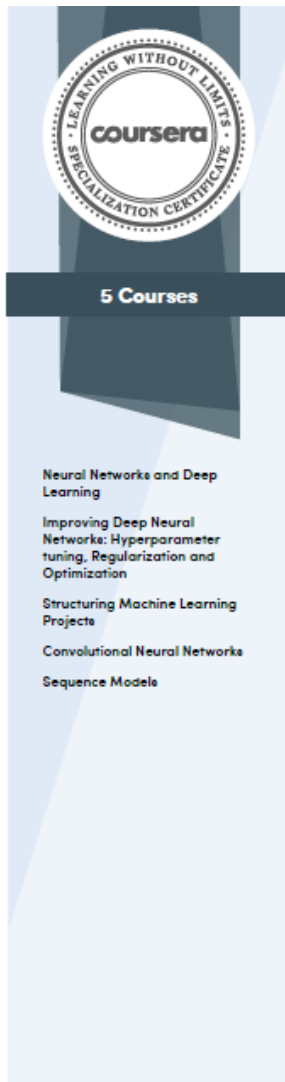 LEARNING WITHOUT LIMITS
coursera
SPECIALIZATION CERTIFICATE
5 Courses
Neural Networks and Deep
Learning
Improving Deep Neural
Networks: Hyperparameter
tuning, Regularization and
Optimization
Structuring Machine Learning
Projects
Convolutional Neural Networks
Sequence Models